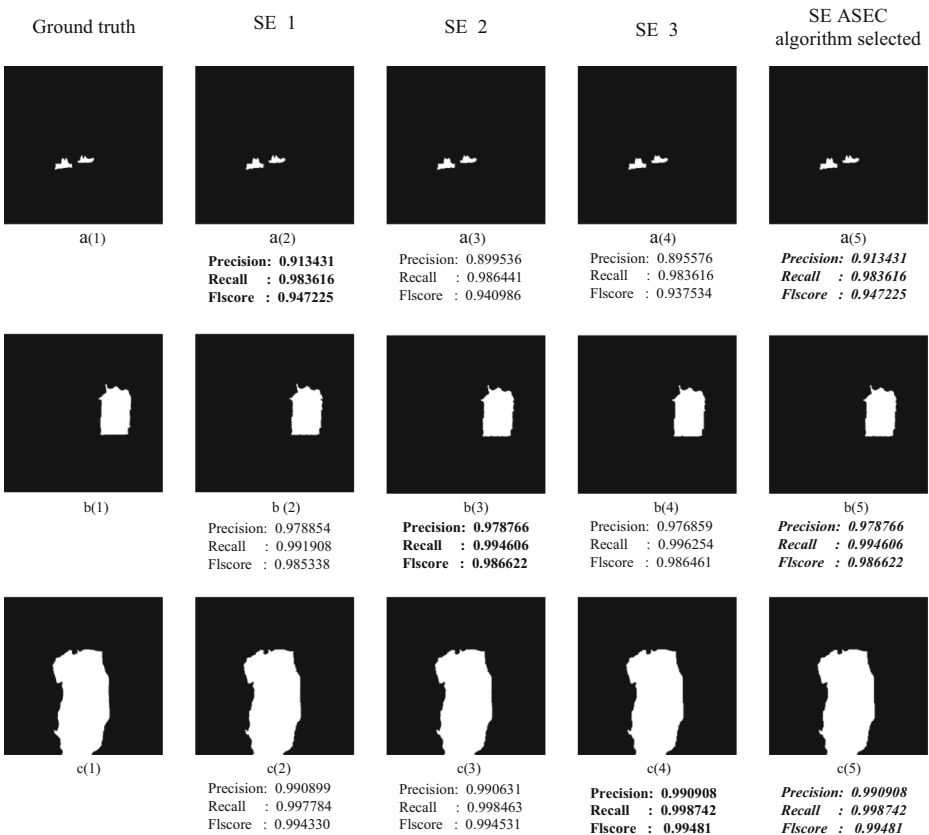 Ground truth
SE 1
SE 2
SE 3
SE ASEC
algorithm selected
a(1)
a(2)
Precision: 0.913431
Recall : 0.983616
Flscore : 0.947225
a(3)
Precision: 0.899536
Recall : 0.986441
Flscore : 0.940986
a(4)
Precision: 0.895576
Recall : 0.983616
Flscore : 0.937534
a(5)
Precision: 0.913431
Recall : 0.983616
Flscore : 0.947225
b(1)
b (2)
Precision: 0.978854
Recall : 0.991908
Flscore : 0.985338
b(3)
Precision: 0.978766
Recall : 0.994606
Flscore : 0.986622
b(4)
Precision: 0.976859
Recall : 0.996254
Flscore : 0.986461
b(5)
Precision: 0.978766
Recall : 0.994606
Flscore : 0.986622
c(1)
c(2)
Precision: 0.990899
Recall : 0.997784
Flscore : 0.994330
c(3)
Precision: 0.990631
Recall : 0.998463
Flscore : 0.994531
c(4)
Precision: 0.990908
Recall : 0.998742
Flscore : 0.99481
c(5)
Precision: 0.990908
Recall : 0.998742
Flscore : 0.99481